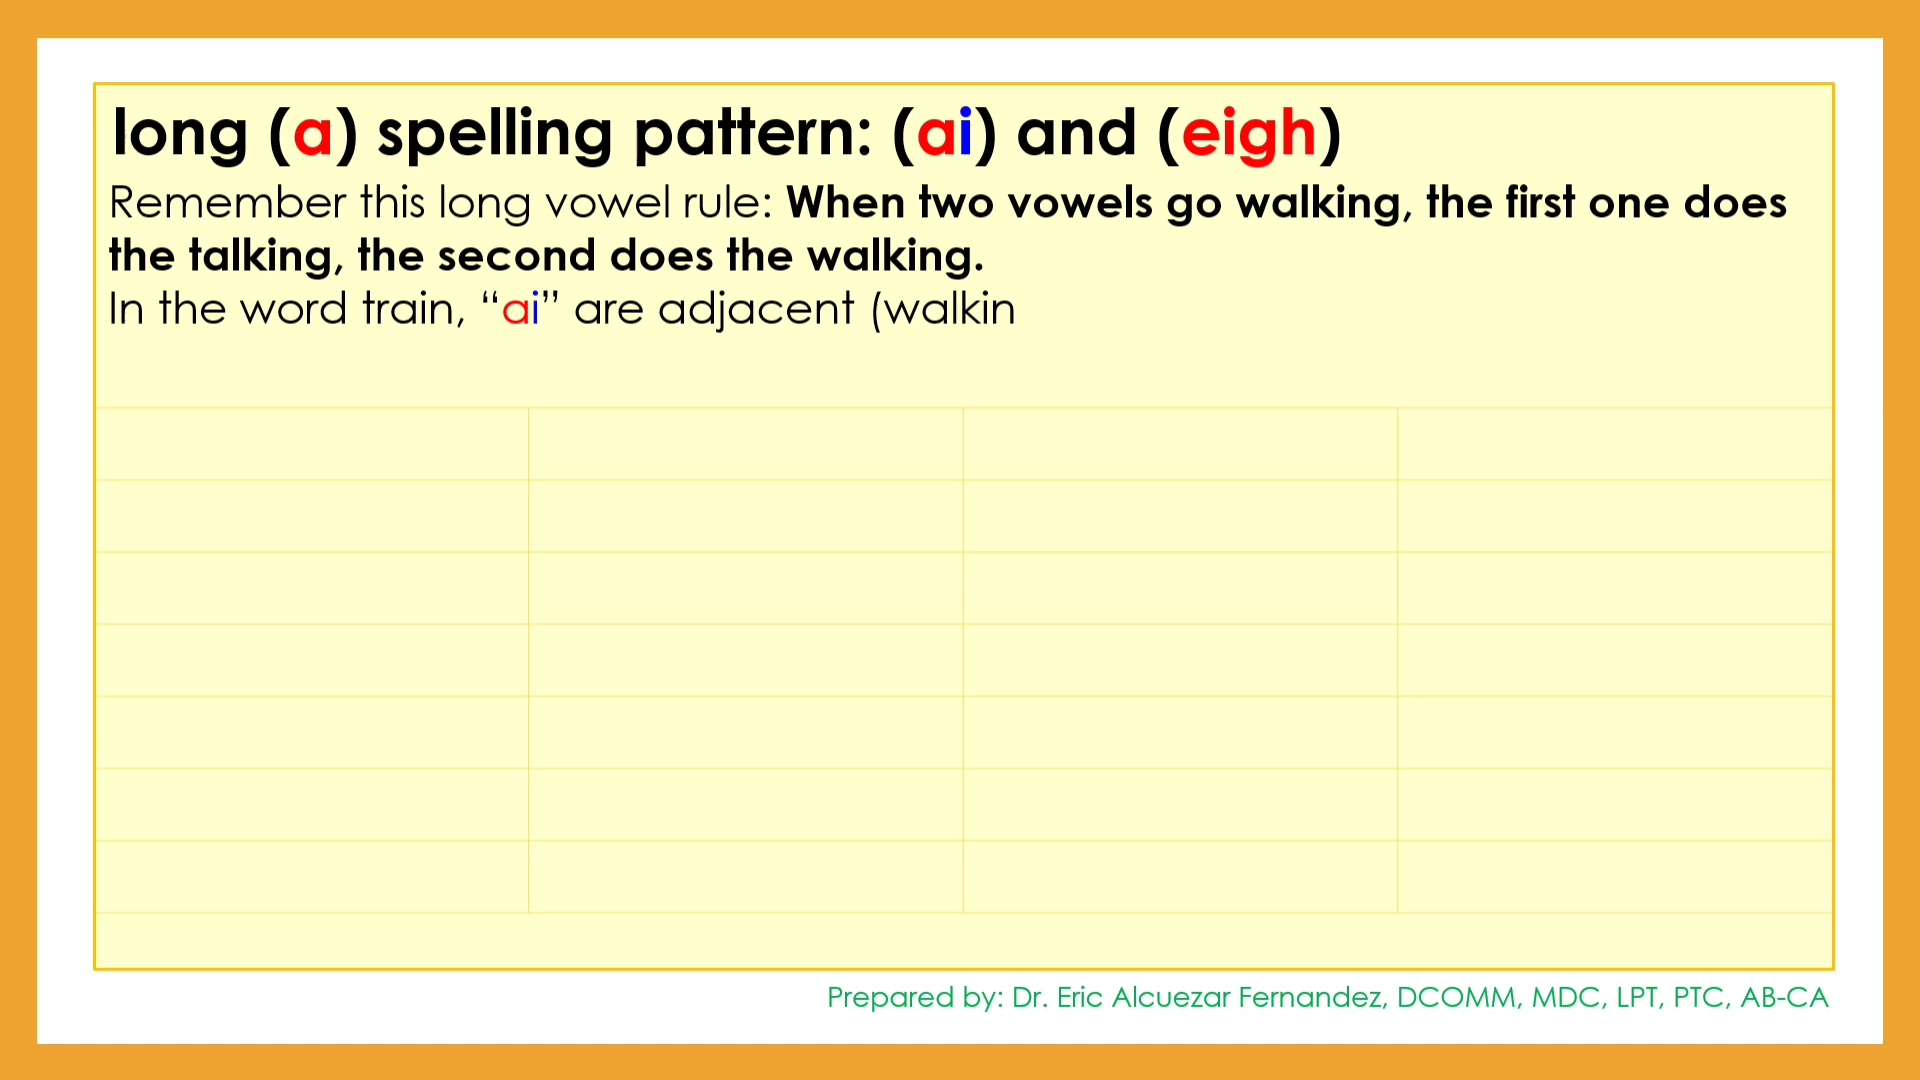 long (a) spelling pattern: (ai) and (eigh)
Remember this long vowel rule: When two vowels go walking, the first one does
the talking, the second does the walking.
In the word train, “ai” are adjacent (walkin
Prepared by: Dr. Eric Alcuezar Fernandez, DCOMM, MDC, LPT, PTC, AB-CA